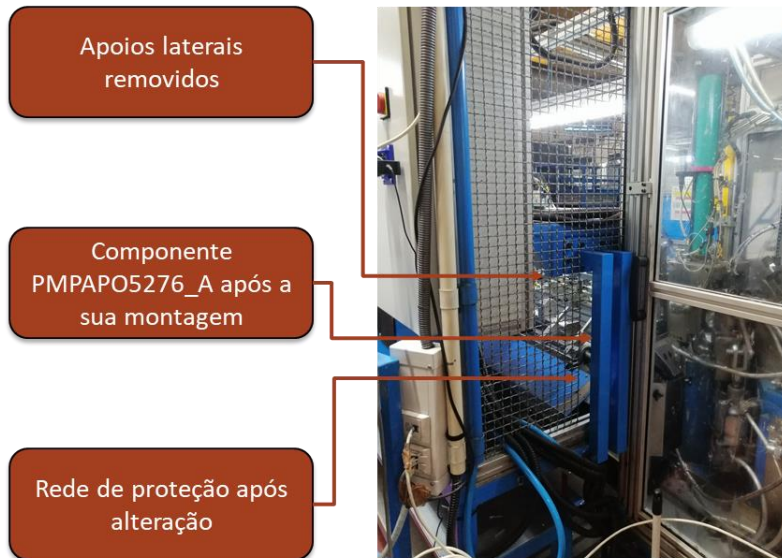 Apoios laterais
removidos
Componente
PMPAPO5276_A após a
sua montagem
Rede de proteção após
alteração